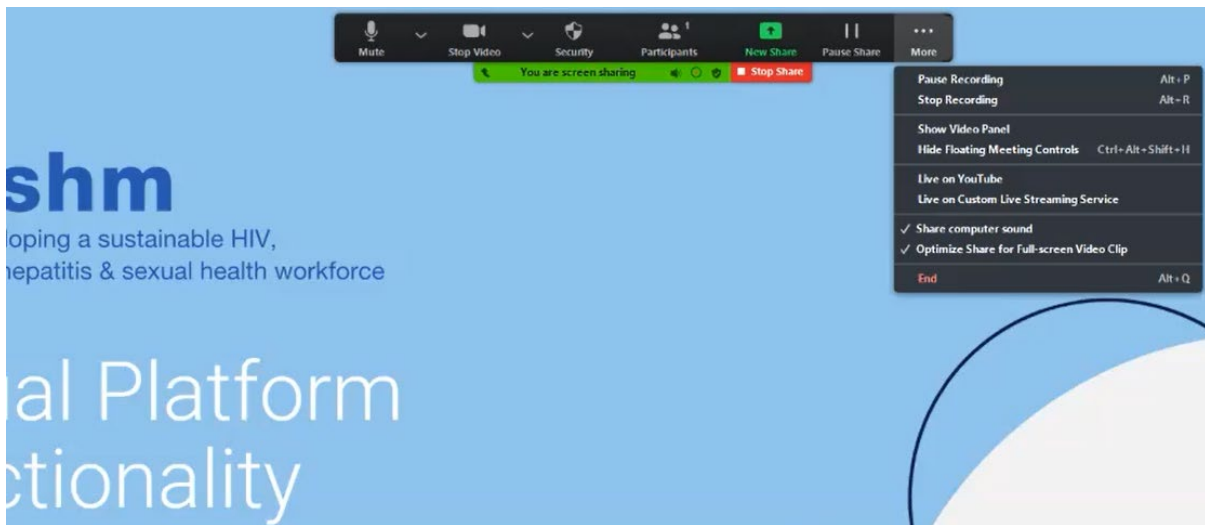 Mute
Stop Video
Security
1
Participants
New Share
Pause Share
More
You are screen sharing
Stop Share
Pause Recording Alt+P
Stop Recording Alt+R
Show Video Panel
Hide Floating Meeting Controls Ctrl+Alt+Shift+H
Live on YouTube
Live on Custom Live Streaming Service
Share computer sound
Optimize Share for Full-screen Video Clip
End Alt+Q
shm
loping a sustainable HIV,
hepatitis & sexual health workforce
al Platform
ctionality